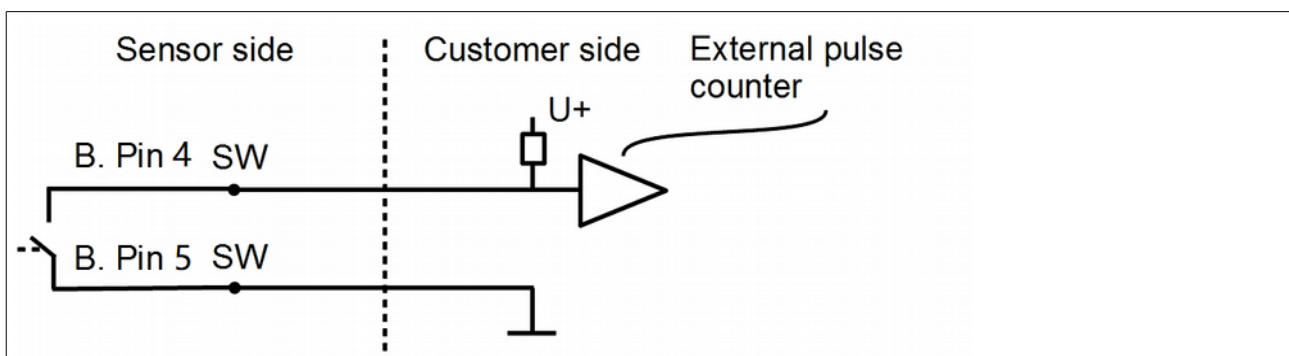 Sensor side
Customer side
External pulse
counter
U+
B. Pin 4 SW
B. Pin 5 SW